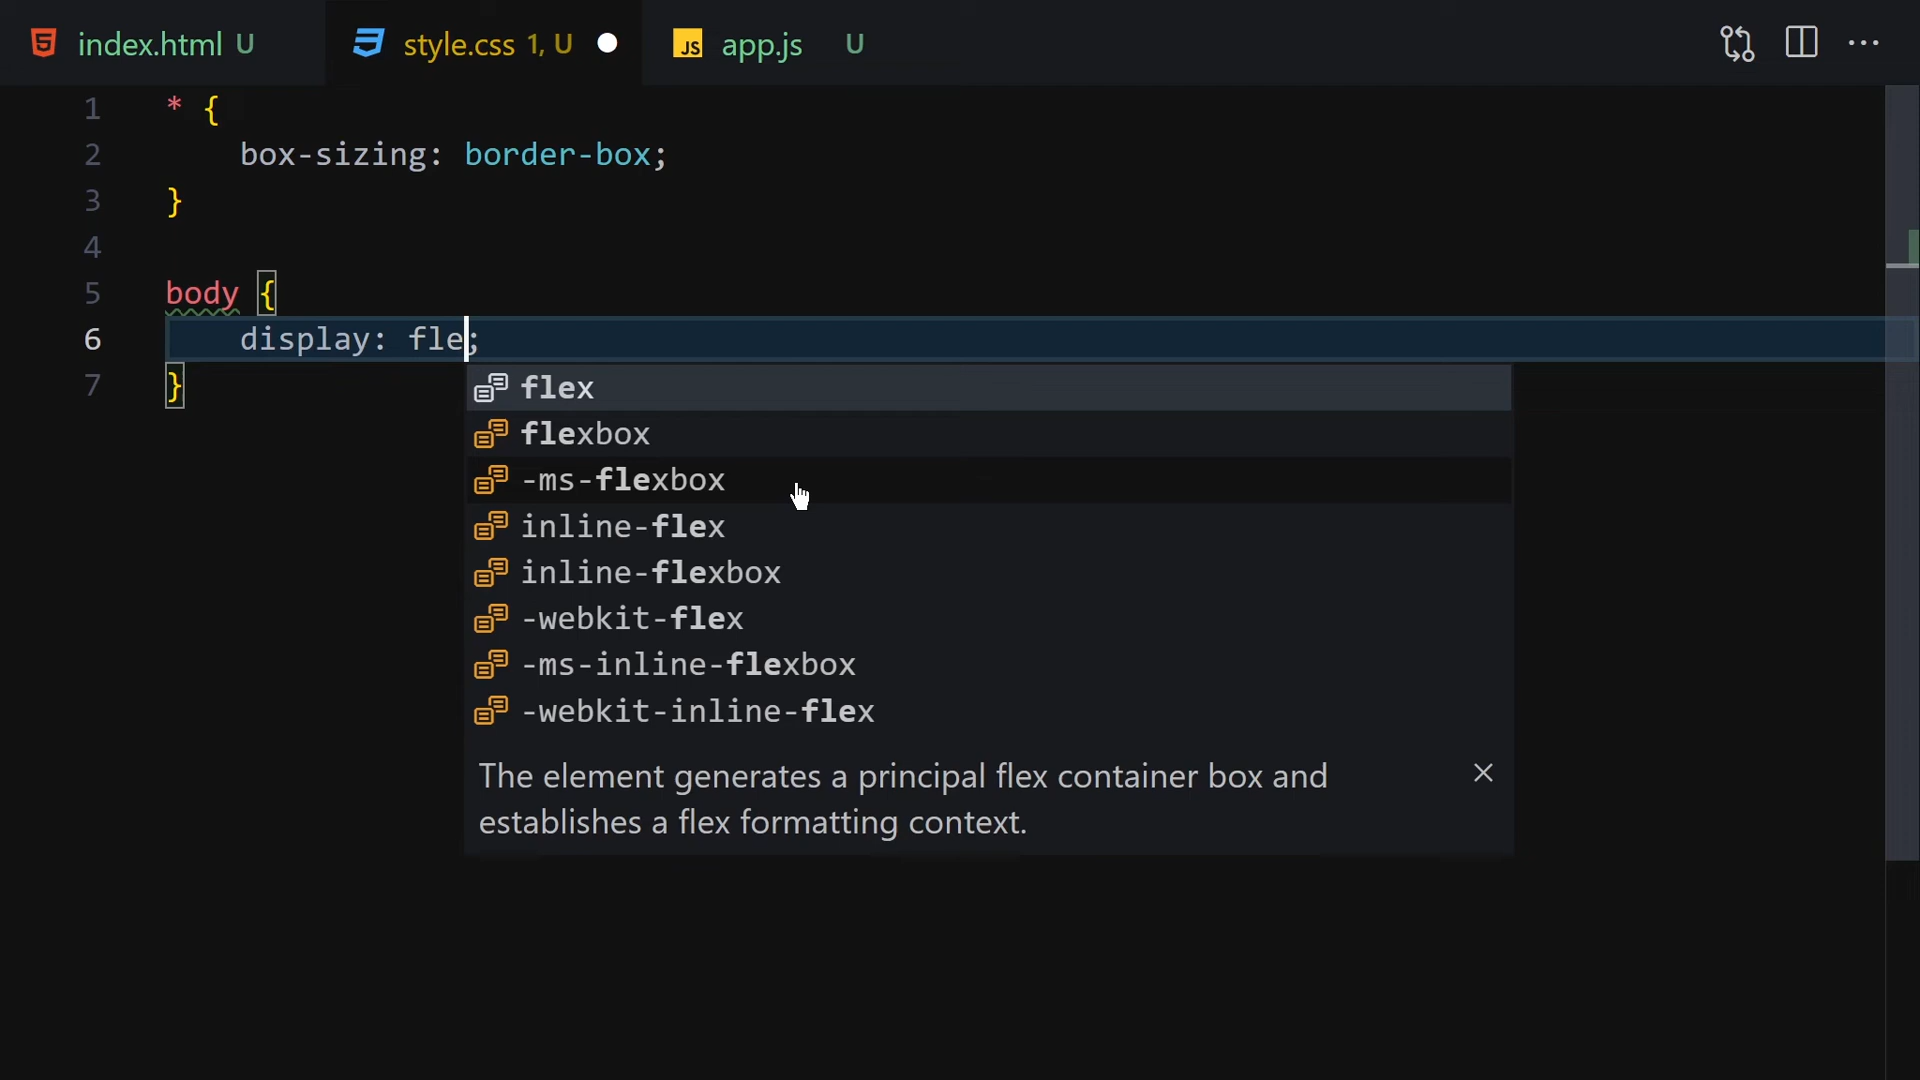 index.html U style.css 1, U JS app.js U
1 * {
2 box-sizing: border-box;
3 }
4
5 body {
6 display: fle;
7 }
flex
flexbox
-ms-flexbox
inline-flex
inline-flexbox
-webkit-flex
-ms-inline-flexbox
-webkit-inline-flex
The element generates a principal flex container box and
establishes a flex formatting context.